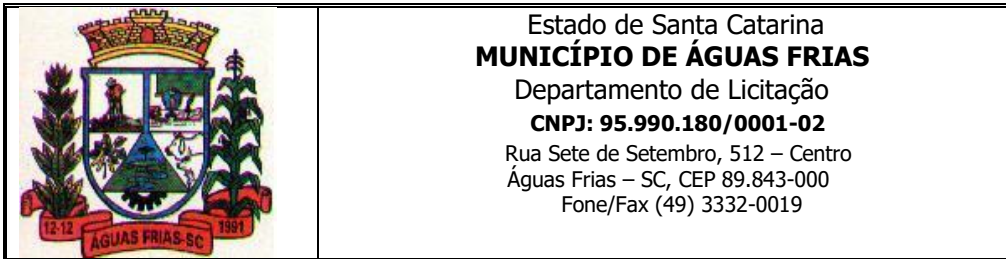 Estado de Santa Catarina
MUNICÍPIO DE ÁGUAS FRIAS
Departamento de Licitação
CNPJ: 95.990.180/0001-02
Rua Sete de Setembro, 512 – Centro
Águas Frias – SC, CEP 89.843-000
Fone/Fax (49) 3332-0019
12-12
ÁGUAS FRIAS-SC
1991